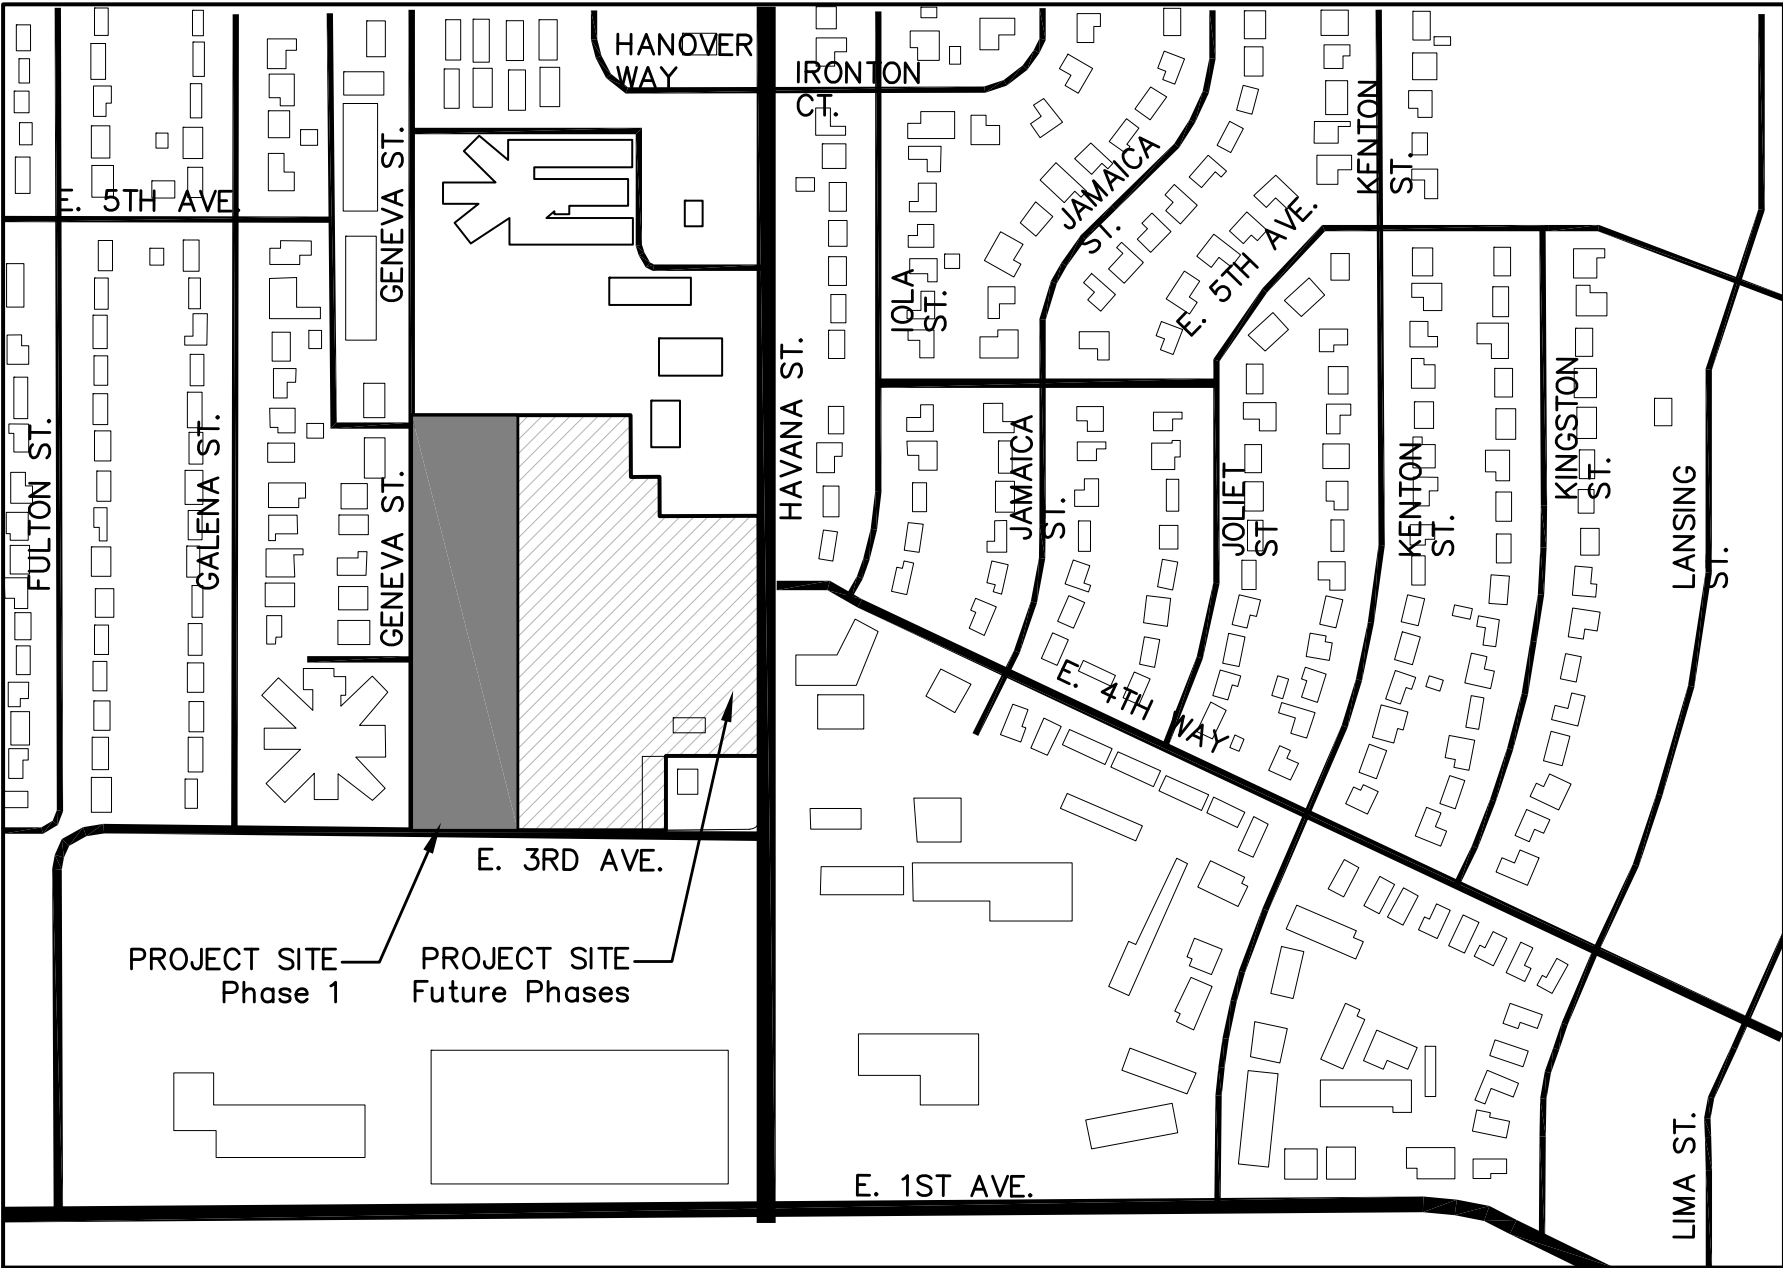 HANOVER
WAY
IRONTON
CT.
KENTON
ST.
GENEVA ST.
JAMAICA
ST.
E. 5TH AVE.
E. 5TH AVE.
IOLA
ST.
HAVANA ST.
FULTON ST.
GALENA ST.
GENEVA ST.
JAMAICA
ST.
JOLIET
ST
KENTON
ST.
KINGSTON
ST.
LANSING
ST.
E. 4TH WAY
E. 3RD AVE.
PROJECT SITE
Phase 1
PROJECT SITE
Future Phases
E. 1ST AVE.
LIMA ST.